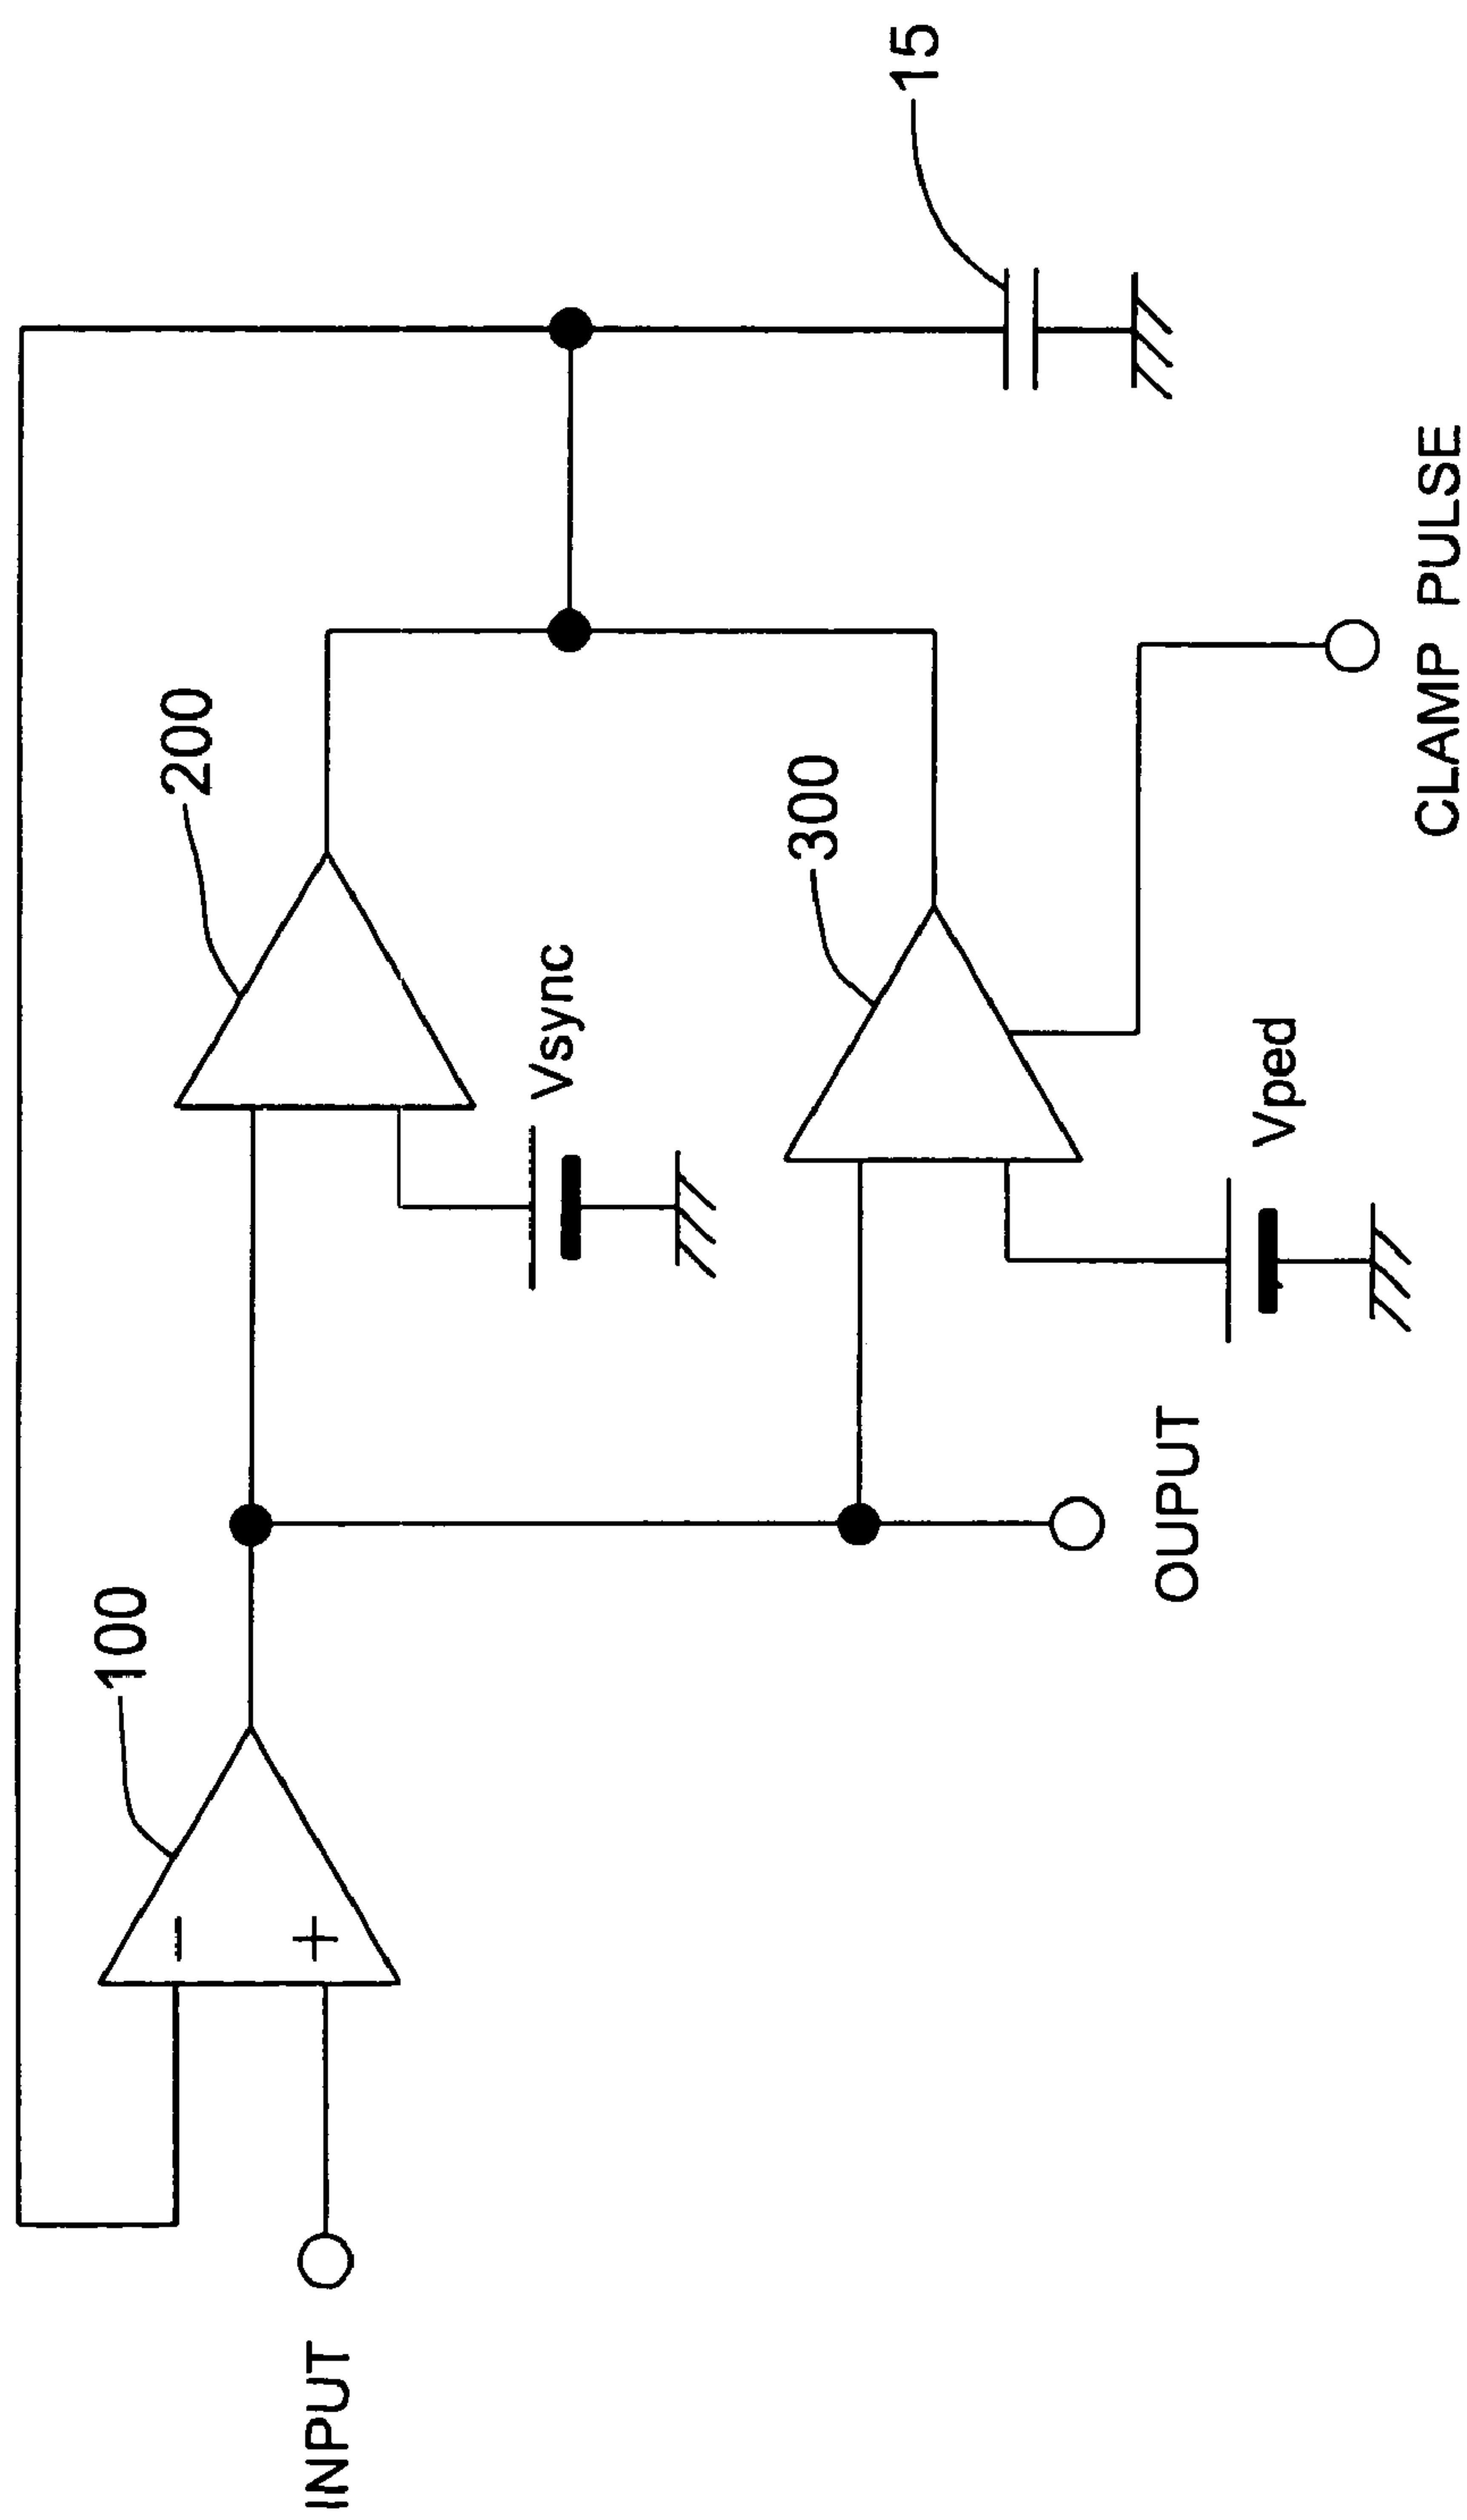 100
200
15
INPUT
−
+
Vsync
300
OUPUT
Vped
CLAMP PULSE